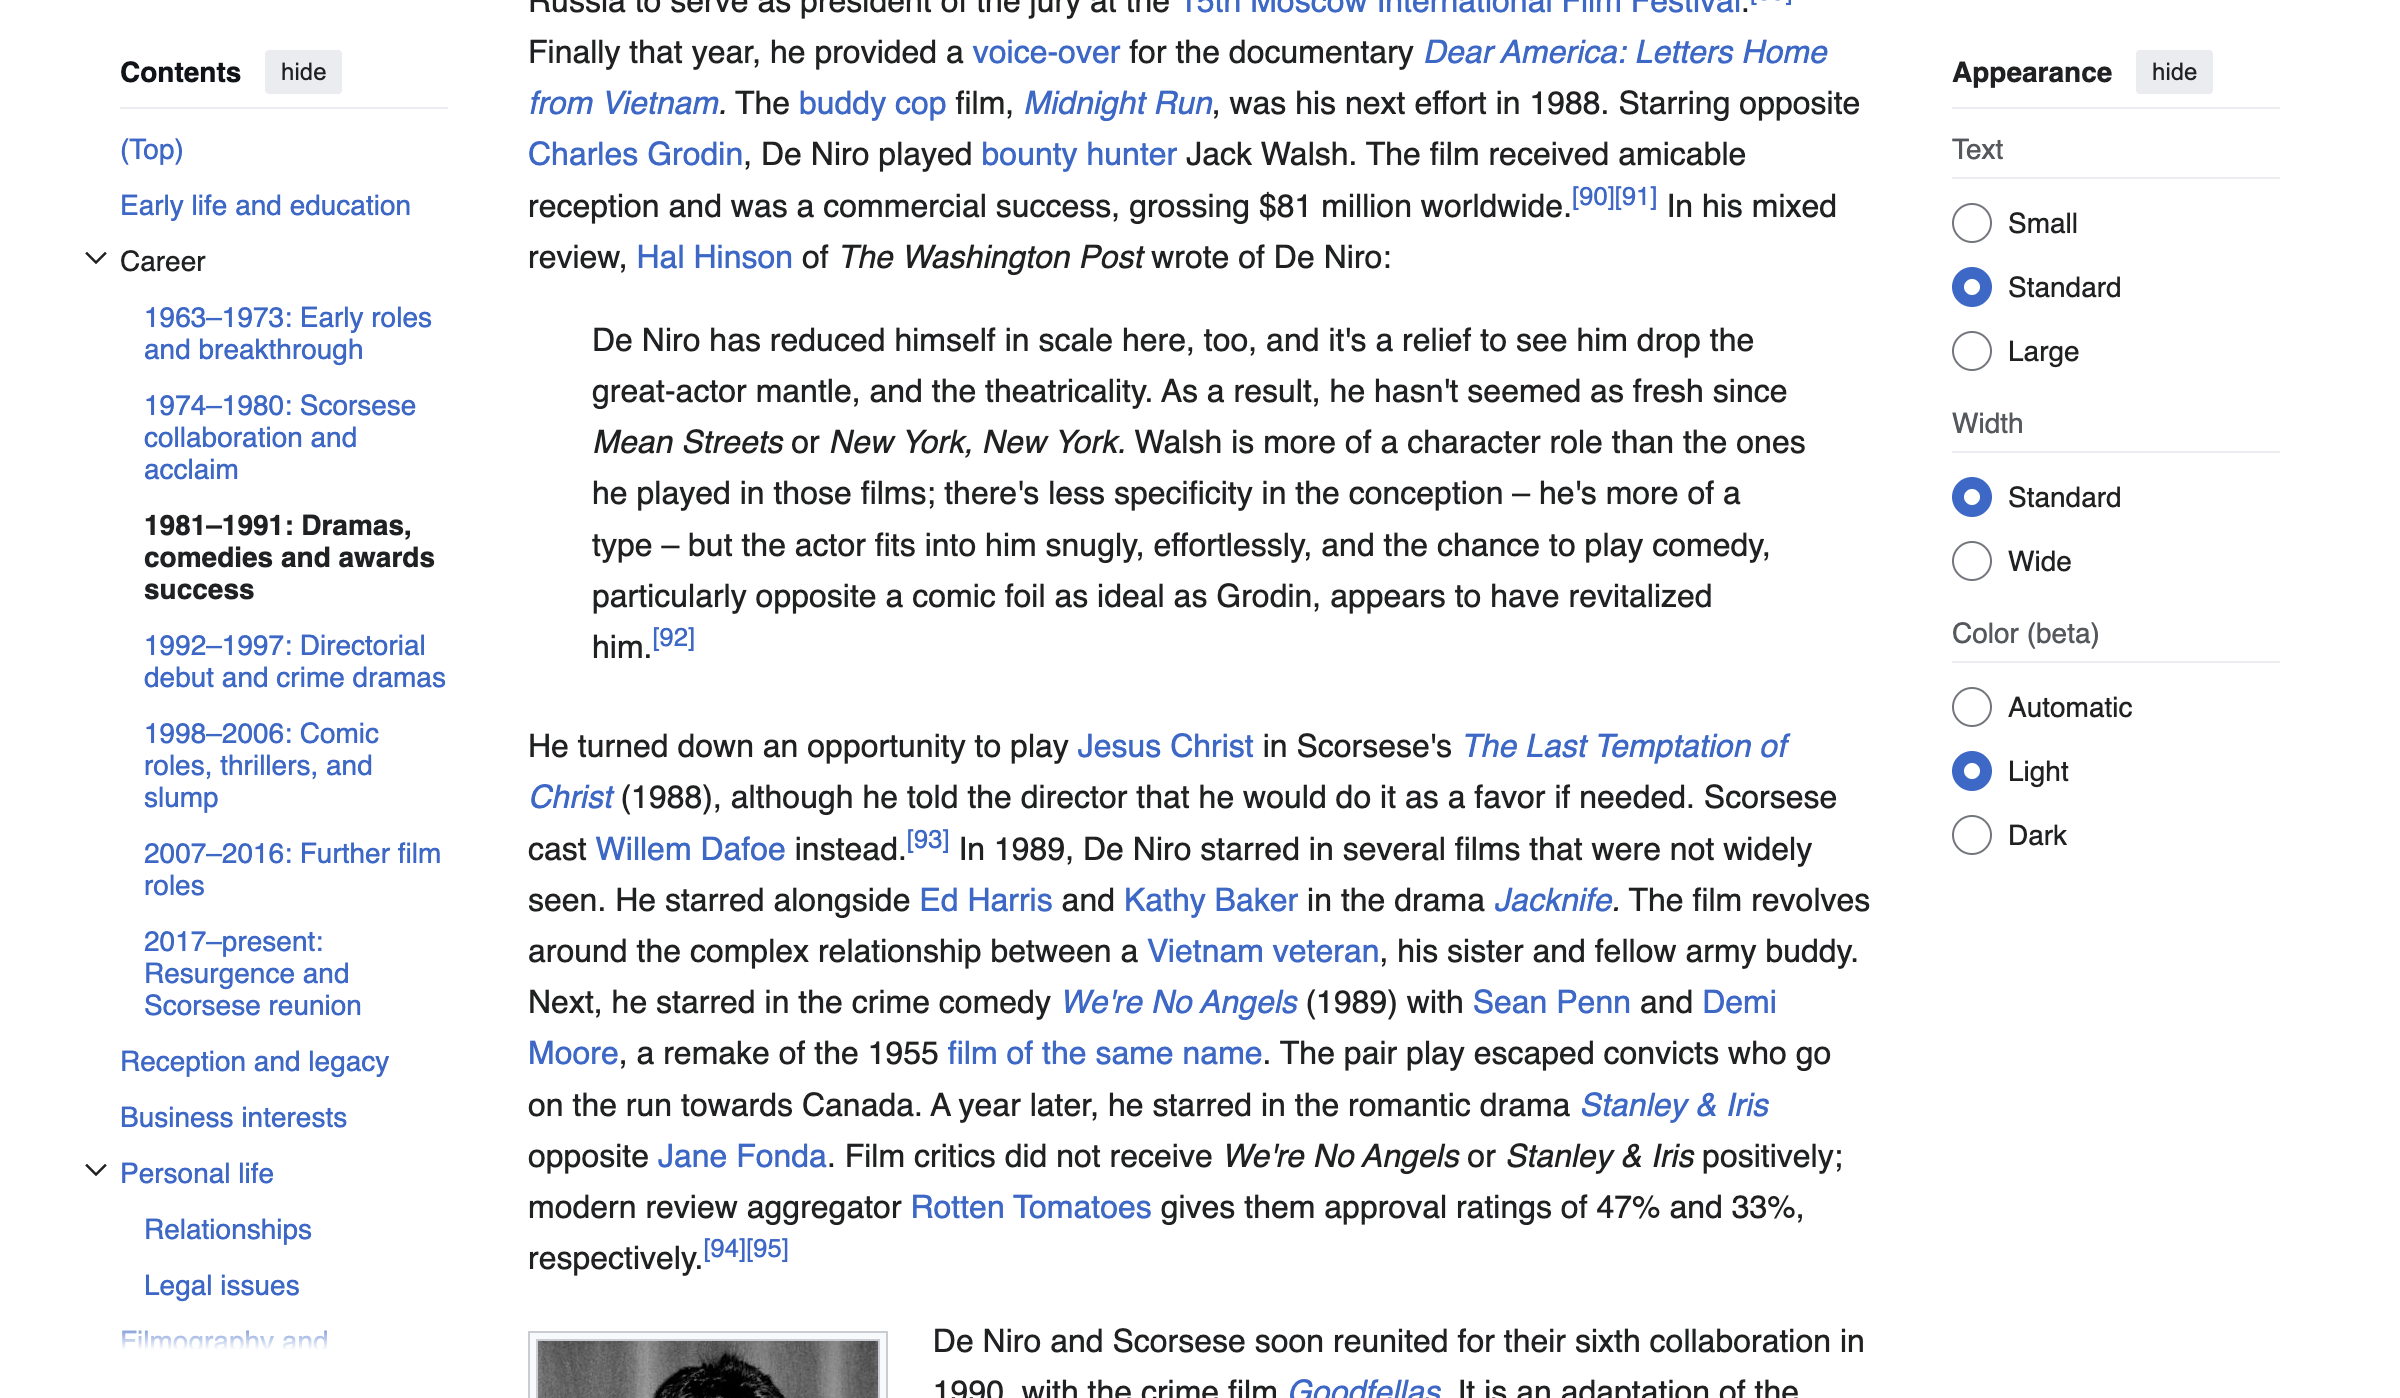 Contents hide
(Top)
Early life and education
Career
1963–1973: Early roles
and breakthrough
1974–1980: Scorsese
collaboration and
acclaim
1981–1991: Dramas,
comedies and awards
success
1992–1997: Directorial
debut and crime dramas
1998–2006: Comic
roles, thrillers, and
slump
2007–2016: Further film
roles
2017–present:
Resurgence and
Scorsese reunion
Reception and legacy
Business interests
Personal life
Relationships
Legal issues
Filmography and
Russia to serve as president of the jury at the 15th Moscow International Film Festival.
Finally that year, he provided a voice-over for the documentary Dear America: Letters Home
from Vietnam. The buddy cop film, Midnight Run, was his next effort in 1988. Starring opposite
Charles Grodin, De Niro played bounty hunter Jack Walsh. The film received amicable
reception and was a commercial success, grossing $81 million worldwide.[90][91] In his mixed
review, Hal Hinson of The Washington Post wrote of De Niro:
De Niro has reduced himself in scale here, too, and it's a relief to see him drop the
great-actor mantle, and the theatricality. As a result, he hasn't seemed as fresh since
Mean Streets or New York, New York. Walsh is more of a character role than the ones
he played in those films; there's less specificity in the conception – he's more of a
type – but the actor fits into him snugly, effortlessly, and the chance to play comedy,
particularly opposite a comic foil as ideal as Grodin, appears to have revitalized
him.[92]
He turned down an opportunity to play Jesus Christ in Scorsese's The Last Temptation of
Christ (1988), although he told the director that he would do it as a favor if needed. Scorsese
cast Willem Dafoe instead.[93] In 1989, De Niro starred in several films that were not widely
seen. He starred alongside Ed Harris and Kathy Baker in the drama Jacknife. The film revolves
around the complex relationship between a Vietnam veteran, his sister and fellow army buddy.
Next, he starred in the crime comedy We're No Angels (1989) with Sean Penn and Demi
Moore, a remake of the 1955 film of the same name. The pair play escaped convicts who go
on the run towards Canada. A year later, he starred in the romantic drama Stanley & Iris
opposite Jane Fonda. Film critics did not receive We're No Angels or Stanley & Iris positively;
modern review aggregator Rotten Tomatoes gives them approval ratings of 47% and 33%,
respectively.[94][95]
De Niro and Scorsese soon reunited for their sixth collaboration in
1990, with the crime film Goodfellas. It is an adaptation of the
Appearance hide
Text
Small
Standard
Large
Width
Standard
Wide
Color (beta)
Automatic
Light
Dark